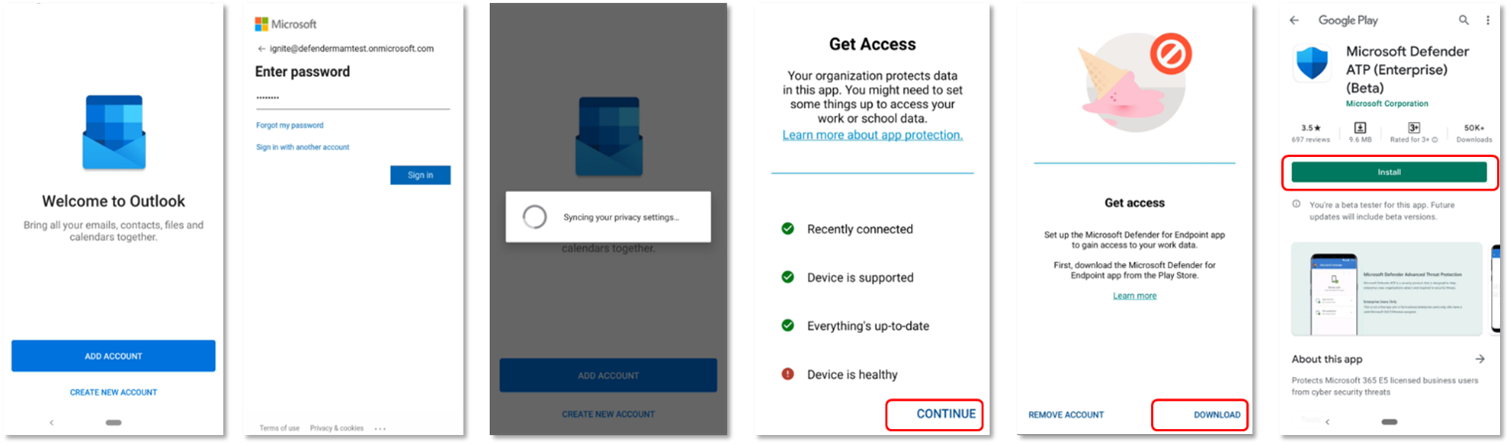 Welcome to Outlook
Bring all your emails, contacts, files and
calendars together.
ADD ACCOUNT
CREATE NEW ACCOUNT
Microsoft
ignite@defendermamtest.onmicrosoft.com
Enter password
Forgot my password
Sign in with another account
Sign in
Terms of use Privacy & cookies
Syncing your privacy settings...
calendars together.
ADD ACCOUNT
CREATE NEW ACCOUNT
Get Access
Your organization protects data
in this app. You might need to set
some things up to access your
work or school data.
Learn more about app protection.
Recently connected
Device is supported
Everything's up-to-date
Device is healthy
CONTINUE
Get access
Set up the Microsoft Defender for Endpoint app
to gain access to your work data.
First, download the Microsoft Defender for
Endpoint app from the Play Store.
Learn more
REMOVE ACCOUNT DOWNLOAD
Google Play
Microsoft Defender
ATP (Enterprise)
(Beta)
Microsoft Corporation
3.5★ 3+ 50K+
697 reviews 9.6 MB Rated for 3+ Downloads
Install
You're a beta tester for this app. Future
updates will include beta versions.
Microsoft Defender Advanced Threat Protection
About this app
Protects Microsoft 365 E5 licensed business users
from cyber security threats